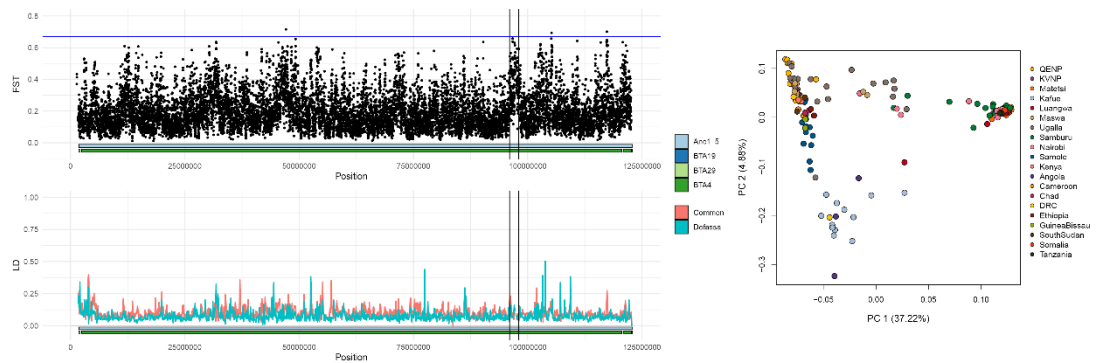 0.8
0.6
0.4
0.2
0.0
FST
0
25000000
50000000
75000000
100000000
125000000
Position
1.00
0.75
0.50
0.25
0.00
LD
0
25000000
50000000
75000000
100000000
125000000
Position
Anc1_5
BTA19
BTA29
BTA4
Common
Defassa
0.1
0.0
−0.1
−0.2
−0.3
PC 2 (4.88%)
−0.05
0.00
0.05
0.10
PC 1 (37.22%)
QENP
KVNP
Matetsi
Kafue
Luangwa
Maswa
Ugalla
Samburu
Nairobi
Samole
Kenya
Angola
Cameroon
Chad
DRC
Ethiopia
GuineaBissau
SouthSudan
Somalia
Tanzania